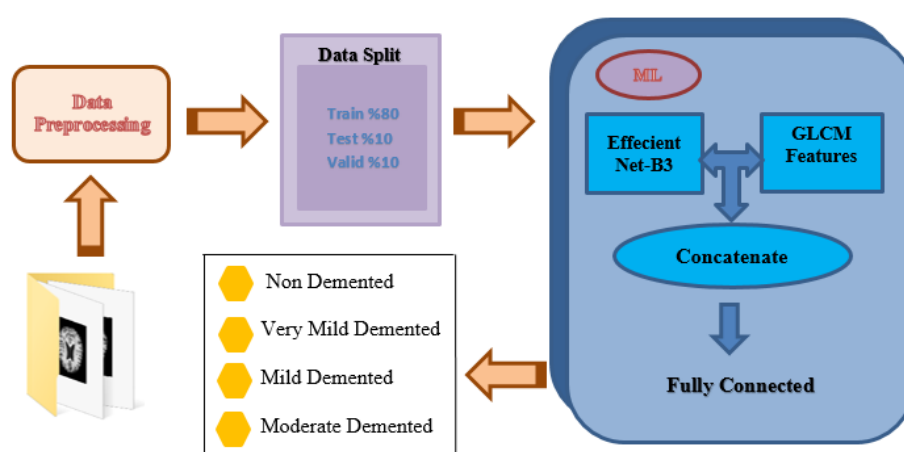 Data
Preprocessing
Data Split
Train %80
Test %10
Valid %10
ML
Effecient
Net-B3
GLCM
Features
Concatenate
Fully Connected
Non Demented
Very Mild Demented
Mild Demented
Moderate Demented